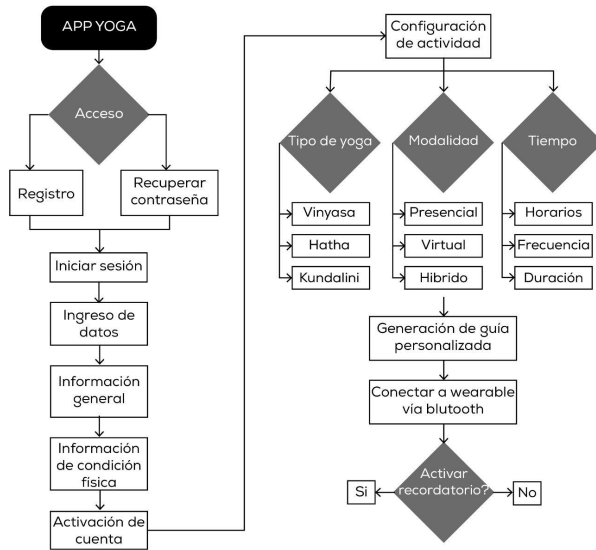 APP YOGA
Acceso
Registro
Recuperar
contraseña
Iniciar sesión
Ingreso de
datos
Información
general
Información
de condición
física
Activación de
cuenta
Configuración
de actividad
Tipo de yoga
Modalidad
Tiempo
Vinyasa
Presencial
Horarios
Hatha
Virtual
Frecuencia
Kundalini
Hibrido
Duración
Generación de guía
personalizada
Conectar a wearable
vía blutooth
Activar
recordatorio?
Si
No